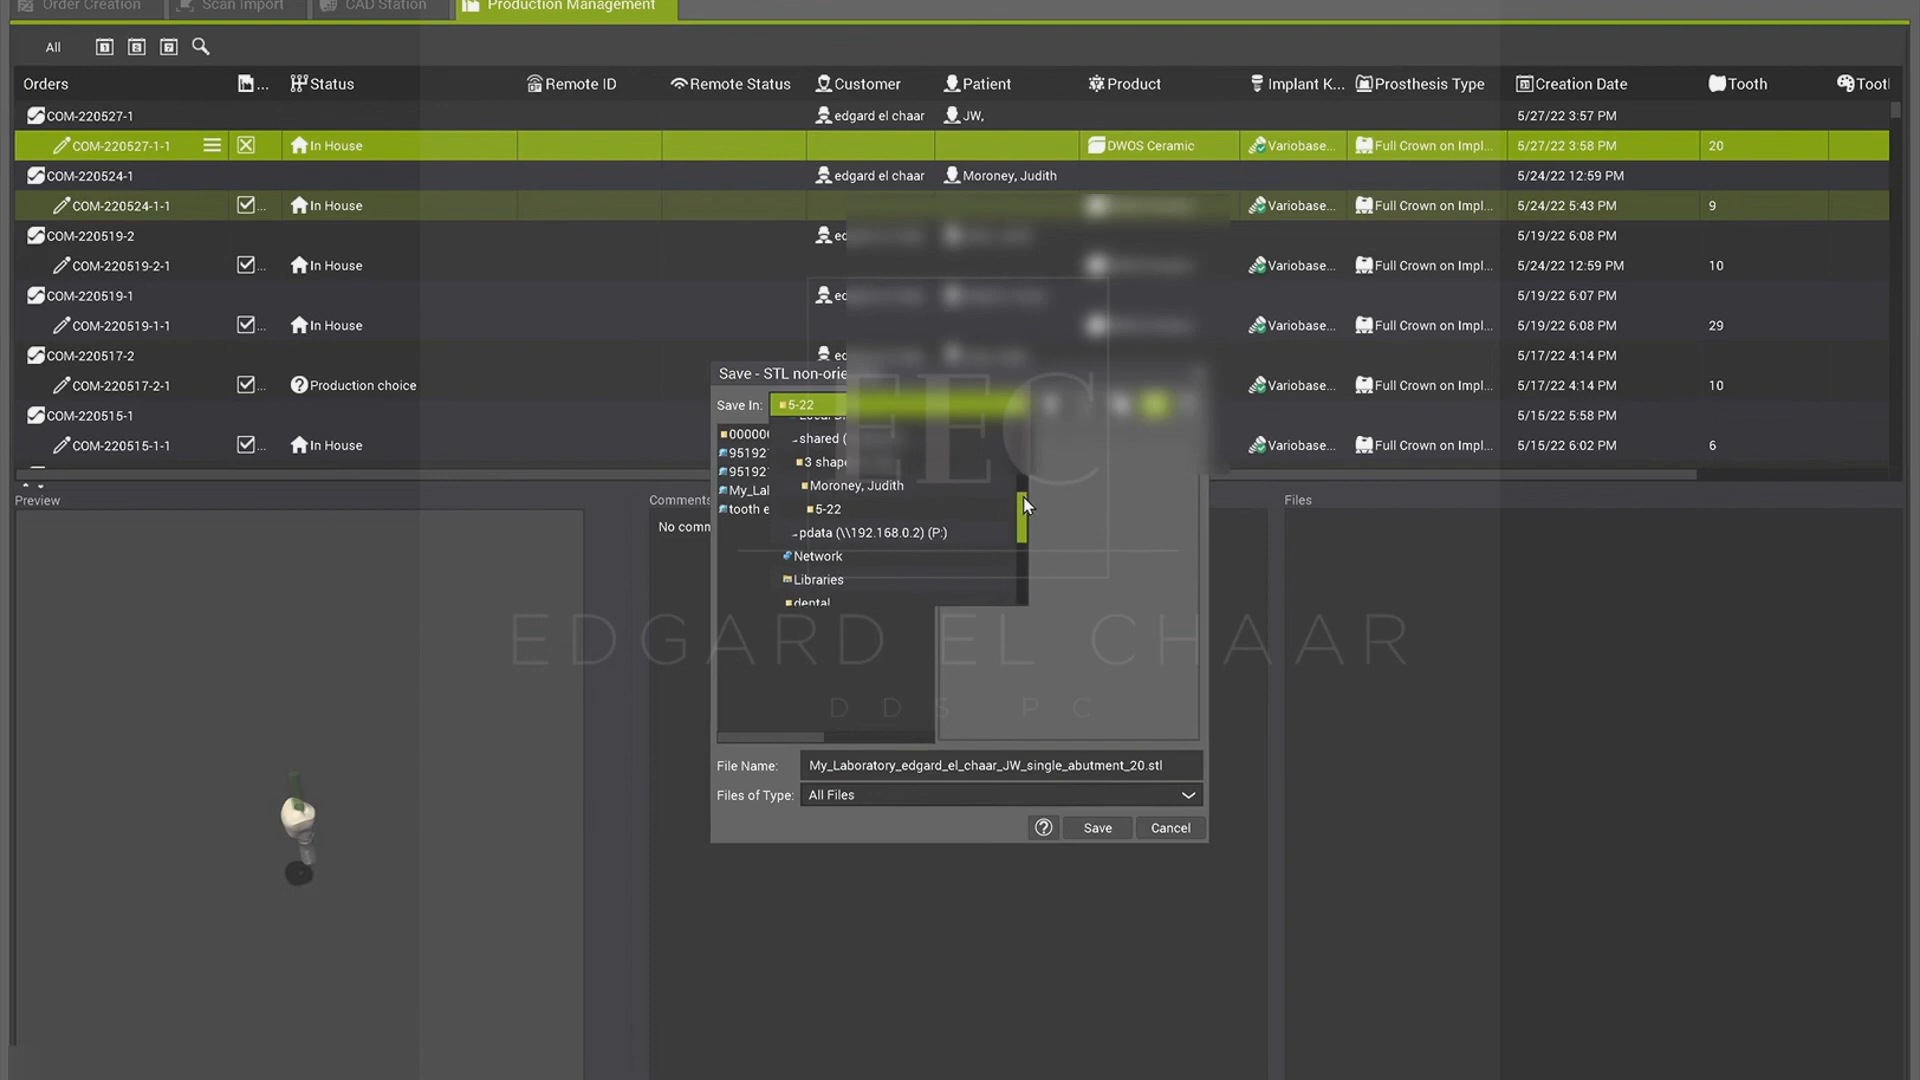 Order Creation Scan Import CAD Station Production Management
All
Orders ... Status Remote ID Remote Status Customer Patient Product Implant K... Prosthesis Type Creation Date Tooth Toot
COM-220527-1 edgard el chaar JW, 5/27/22 3:57 PM
COM-220527-1-1 In House DWOS Ceramic Variobase... Full Crown on Impl... 5/27/22 3:58 PM 20
COM-220524-1 edgard el chaar Moroney, Judith 5/24/22 12:59 PM
COM-220524-1-1 ... In House Variobase... Full Crown on Impl... 5/24/22 5:43 PM 9
COM-220519-2 ed 5/19/22 6:08 PM
COM-220519-2-1 ... In House Variobase... Full Crown on Impl... 5/24/22 12:59 PM 10
COM-220519-1 ed 5/19/22 6:07 PM
COM-220519-1-1 ... In House Variobase... Full Crown on Impl... 5/19/22 6:08 PM 29
COM-220517-2 5/17/22 4:14 PM
COM-220517-2-1 ... Production choice Variobase... Full Crown on Impl... 5/17/22 4:14 PM 10
COM-220515-1 5/15/22 5:58 PM
COM-220515-1-1 ... In House Variobase... Full Crown on Impl... 5/15/22 6:02 PM 6
Preview Comments Files
No comm
Save - STL non-orie
Save In: 5-22
00000
95192
95192
My_Lal
tooth e
shared (
3 shape
Moroney, Judith
5-22
pdata (\\192.168.0.2) (P:)
Network
Libraries
dental
EEC
EDGARD EL CHAAR
DDS PC
File Name: My_Laboratory_edgard_el_chaar_JW_single_abutment_20.stl
Files of Type: All Files
Save Cancel